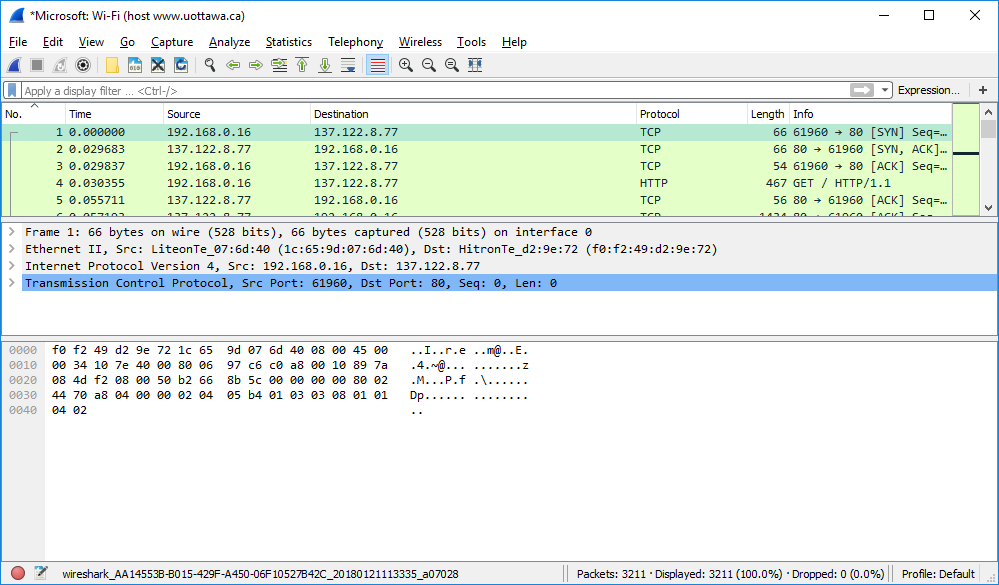 *Microsoft: Wi-Fi (host www.uottawa.ca)
File Edit View Go Capture Analyze Statistics Telephony Wireless Tools Help
Apply a display filter ... <Ctrl-/> Expression... +
No. Time Source Destination Protocol Length Info
1 0.000000 192.168.0.16 137.122.8.77 TCP 66 61960 → 80 [SYN] Seq=…
2 0.029683 137.122.8.77 192.168.0.16 TCP 66 80 → 61960 [SYN, ACK]…
3 0.029837 192.168.0.16 137.122.8.77 TCP 54 61960 → 80 [ACK] Seq=…
4 0.030355 192.168.0.16 137.122.8.77 HTTP 467 GET / HTTP/1.1
5 0.055711 137.122.8.77 192.168.0.16 TCP 56 80 → 61960 [ACK] Seq=…
Frame 1: 66 bytes on wire (528 bits), 66 bytes captured (528 bits) on interface 0
Ethernet II, Src: LiteonTe_07:6d:40 (1c:65:9d:07:6d:40), Dst: HitronTe_d2:9e:72 (f0:f2:49:d2:9e:72)
Internet Protocol Version 4, Src: 192.168.0.16, Dst: 137.122.8.77
Transmission Control Protocol, Src Port: 61960, Dst Port: 80, Seq: 0, Len: 0
0000 f0 f2 49 d2 9e 72 1c 65 9d 07 6d 40 08 00 45 00 ..I..r.e ..m@..E.
0010 00 34 10 7e 40 00 80 06 97 c6 c0 a8 00 10 89 7a .4.~@... .......z
0020 08 4d f2 08 00 50 b2 66 8b 5c 00 00 00 00 80 02 .M...P.f .\......
0030 44 70 a8 04 00 00 02 04 05 b4 01 03 03 08 01 01 Dp...... ........
0040 04 02 ..
wireshark_AA14553B-B015-429F-A450-06F10527B42C_20180121113335_a07028 Packets: 3211 · Displayed: 3211 (100.0%) · Dropped: 0 (0.0%) Profile: Default